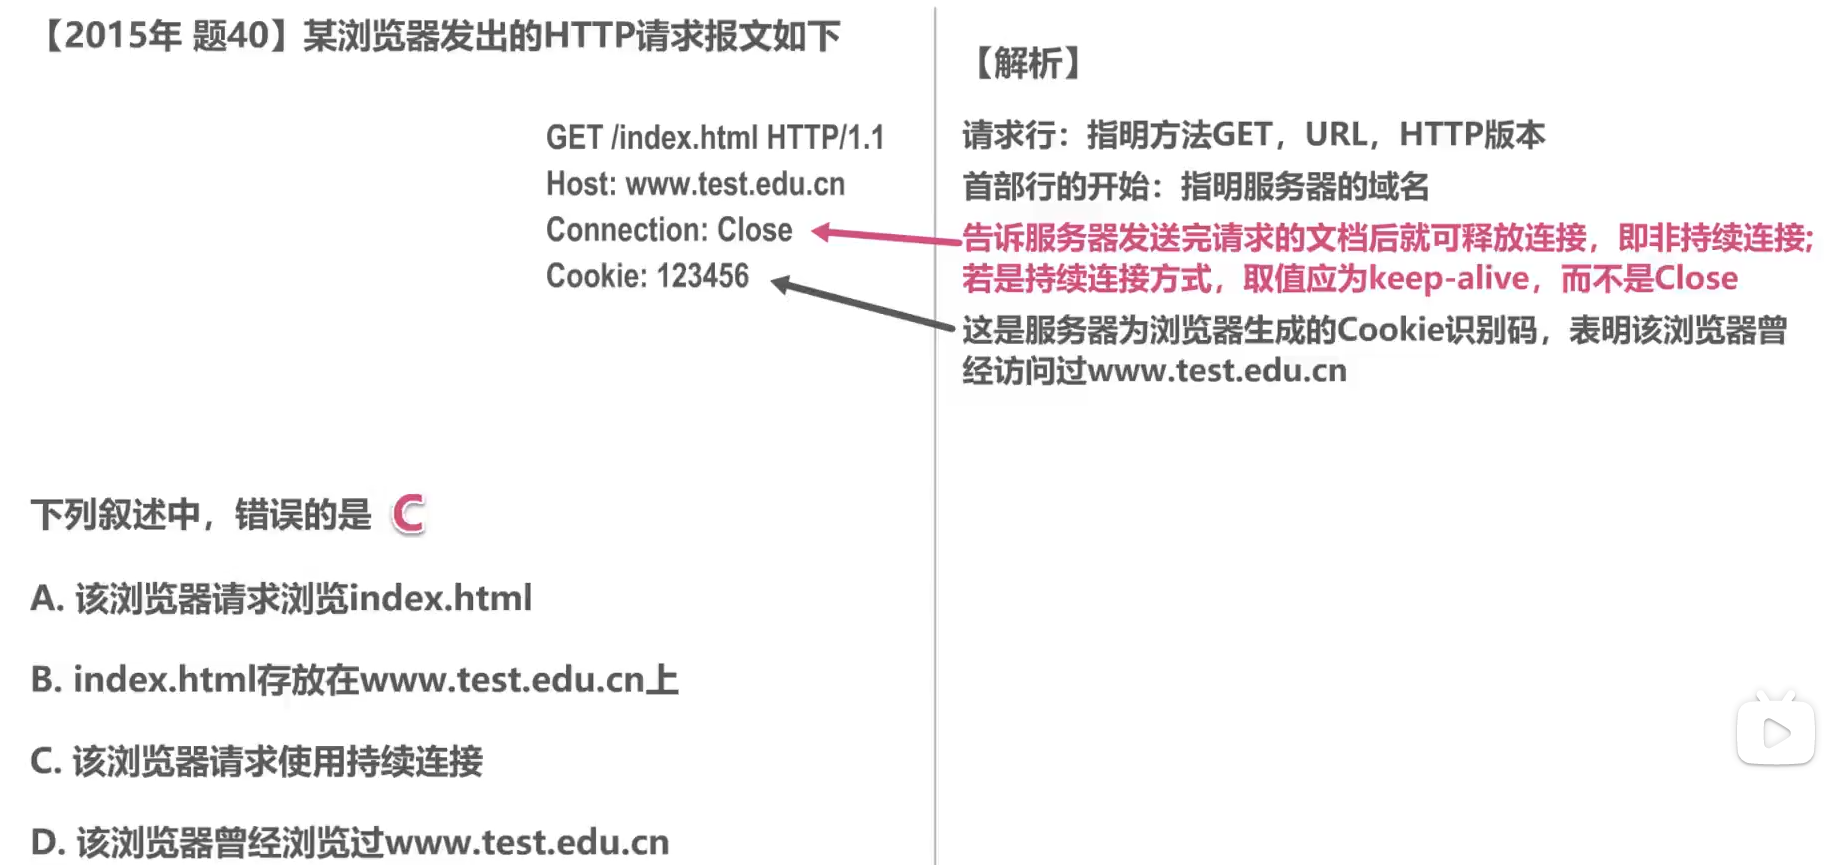 【2015年 题40】某浏览器发出的HTTP请求报文如下
GET /index.html HTTP/1.1
Host: www.test.edu.cn
Connection: Close
Cookie: 123456
下列叙述中，错误的是 C
A. 该浏览器请求浏览index.html
B. index.html存放在www.test.edu.cn上
C. 该浏览器请求使用持续连接
D. 该浏览器曾经浏览过www.test.edu.cn
【解析】
请求行：指明方法GET，URL，HTTP版本
首部行的开始：指明服务器的域名
告诉服务器发送完请求的文档后就可释放连接，即非持续连接;
若是持续连接方式，取值应为keep-alive，而不是Close
这是服务器为浏览器生成的Cookie识别码，表明该浏览器曾
经访问过www.test.edu.cn